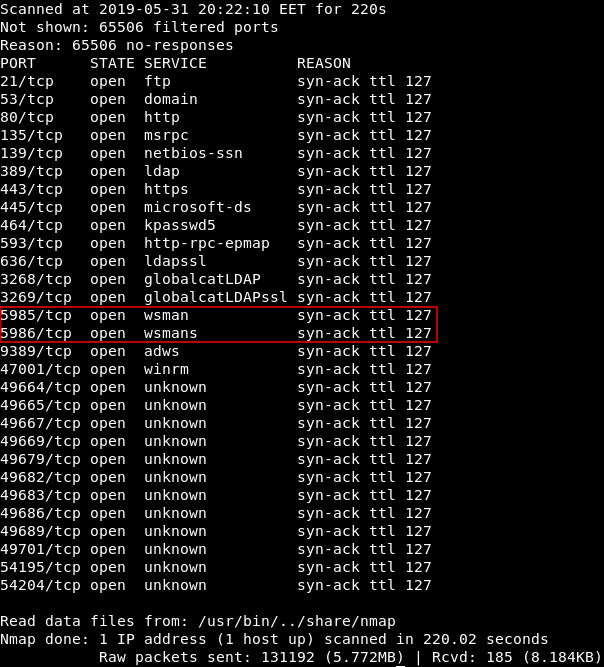 Scanned at 2019-05-31 20:22:10 EET for 220s
Not shown: 65506 filtered ports
Reason: 65506 no-responses
PORT      STATE SERVICE          REASON
21/tcp    open  ftp              syn-ack ttl 127
53/tcp    open  domain           syn-ack ttl 127
80/tcp    open  http             syn-ack ttl 127
135/tcp   open  msrpc            syn-ack ttl 127
139/tcp   open  netbios-ssn      syn-ack ttl 127
389/tcp   open  ldap             syn-ack ttl 127
443/tcp   open  https            syn-ack ttl 127
445/tcp   open  microsoft-ds     syn-ack ttl 127
464/tcp   open  kpasswd5         syn-ack ttl 127
593/tcp   open  http-rpc-epmap   syn-ack ttl 127
636/tcp   open  ldapssl          syn-ack ttl 127
3268/tcp  open  globalcatLDAP    syn-ack ttl 127
3269/tcp  open  globalcatLDAPssl syn-ack ttl 127
5985/tcp  open  wsman            syn-ack ttl 127
5986/tcp  open  wsmans           syn-ack ttl 127
9389/tcp  open  adws             syn-ack ttl 127
47001/tcp open  winrm            syn-ack ttl 127
49664/tcp open  unknown          syn-ack ttl 127
49665/tcp open  unknown          syn-ack ttl 127
49667/tcp open  unknown          syn-ack ttl 127
49669/tcp open  unknown          syn-ack ttl 127
49679/tcp open  unknown          syn-ack ttl 127
49682/tcp open  unknown          syn-ack ttl 127
49683/tcp open  unknown          syn-ack ttl 127
49686/tcp open  unknown          syn-ack ttl 127
49689/tcp open  unknown          syn-ack ttl 127
49701/tcp open  unknown          syn-ack ttl 127
54195/tcp open  unknown          syn-ack ttl 127
54204/tcp open  unknown          syn-ack ttl 127
Read data files from: /usr/bin/../share/nmap
Nmap done: 1 IP address (1 host up) scanned in 220.02 seconds
           Raw packets sent: 131192 (5.772MB) | Rcvd: 185 (8.184KB)